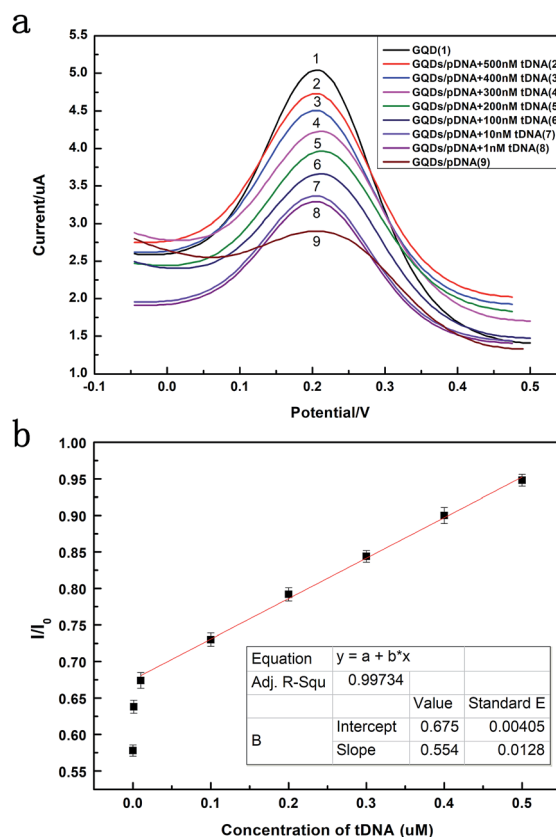 a
GQD(1)
GQDs/pDNA+500nM tDNA(2
GQDs/pDNA+400nM tDNA(3
GQDs/pDNA+300nM tDNA(4
GQDs/pDNA+200nM tDNA(5
GQDs/pDNA+100nM tDNA(6
GQDs/pDNA+10nM tDNA(7)
GQDs/pDNA+1nM tDNA(8)
GQDs/pDNA(9)
1
2
3
4
5
6
7
8
9
5.0
4.5
4.0
3.5
3.0
2.5
2.0
1.5
1.0
Current/uA
-0.1 0.0 0.1 0.2 0.3 0.4 0.5
Potential/V
b
1.00
0.95
0.90
0.85
0.80
0.75
0.70
0.65
0.60
0.55
I/I0
Equation y = a + b*x
Adj. R-Squ 0.99734
Value Standard E
B Intercept 0.675 0.00405
Slope 0.554 0.0128
0.0 0.1 0.2 0.3 0.4 0.5
Concentration of tDNA (uM)